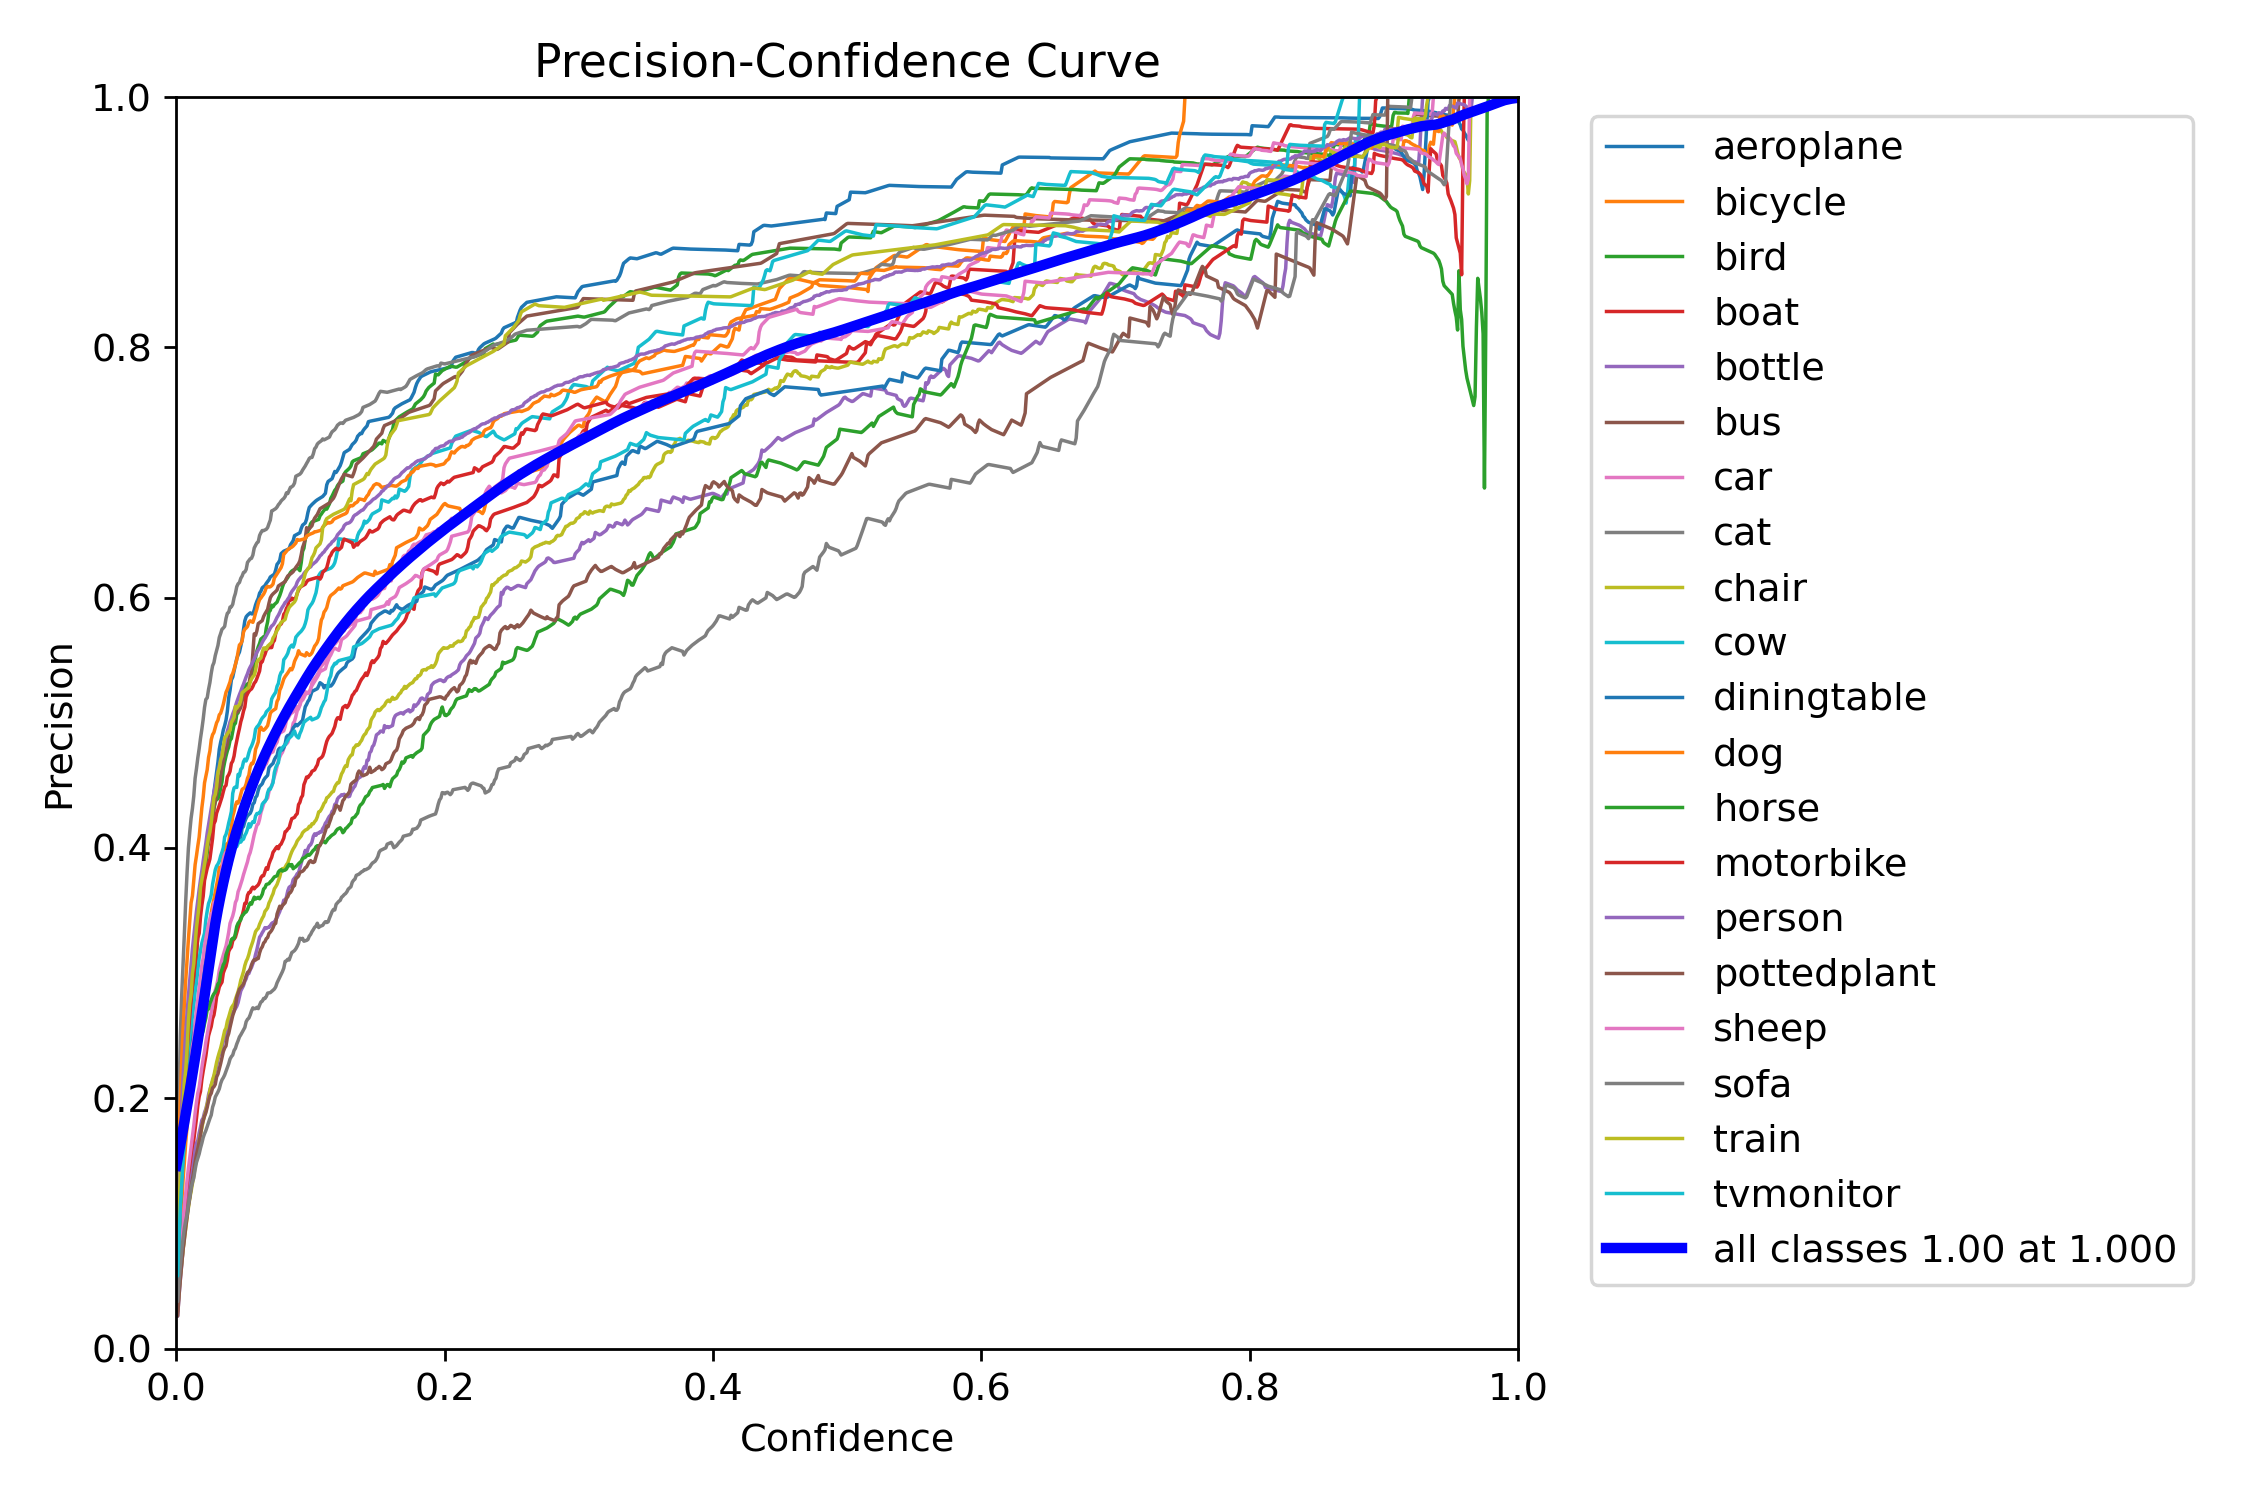 Precision-Confidence Curve
1.0
0.8
0.6
0.4
0.2
0.0
Precision
0.0 0.2 0.4 0.6 0.8 1.0
Confidence
aeroplane
bicycle
bird
boat
bottle
bus
car
cat
chair
cow
diningtable
dog
horse
motorbike
person
pottedplant
sheep
sofa
train
tvmonitor
all classes 1.00 at 1.000